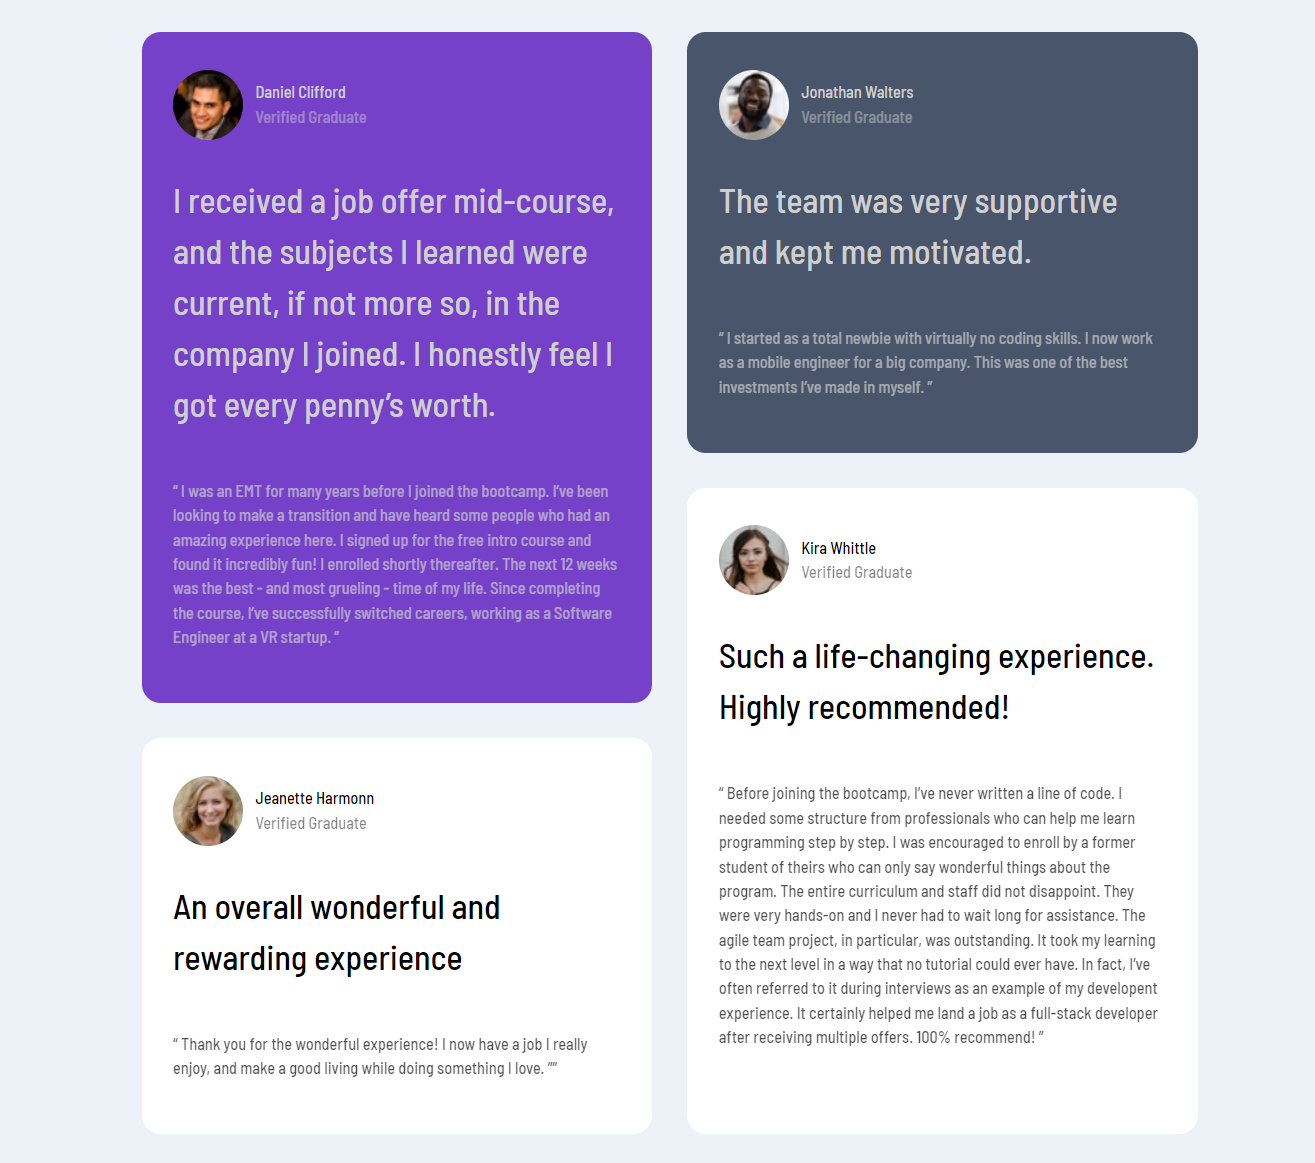 Daniel Clifford
Verified Graduate
I received a job offer mid-course,
and the subjects I learned were
current, if not more so, in the
company I joined. I honestly feel I
got every penny’s worth.
“ I was an EMT for many years before I joined the bootcamp. I’ve been
looking to make a transition and have heard some people who had an
amazing experience here. I signed up for the free intro course and
found it incredibly fun! I enrolled shortly thereafter. The next 12 weeks
was the best - and most grueling - time of my life. Since completing
the course, I’ve successfully switched careers, working as a Software
Engineer at a VR startup. ”
Jonathan Walters
Verified Graduate
The team was very supportive
and kept me motivated.
“ I started as a total newbie with virtually no coding skills. I now work
as a mobile engineer for a big company. This was one of the best
investments I’ve made in myself. ”
Jeanette Harmonn
Verified Graduate
An overall wonderful and
rewarding experience
“ Thank you for the wonderful experience! I now have a job I really
enjoy, and make a good living while doing something I love. ””
Kira Whittle
Verified Graduate
Such a life-changing experience.
Highly recommended!
“ Before joining the bootcamp, I’ve never written a line of code. I
needed some structure from professionals who can help me learn
programming step by step. I was encouraged to enroll by a former
student of theirs who can only say wonderful things about the
program. The entire curriculum and staff did not disappoint. They
were very hands-on and I never had to wait long for assistance. The
agile team project, in particular, was outstanding. It took my learning
to the next level in a way that no tutorial could ever have. In fact, I’ve
often referred to it during interviews as an example of my developent
experience. It certainly helped me land a job as a full-stack developer
after receiving multiple offers. 100% recommend! ”